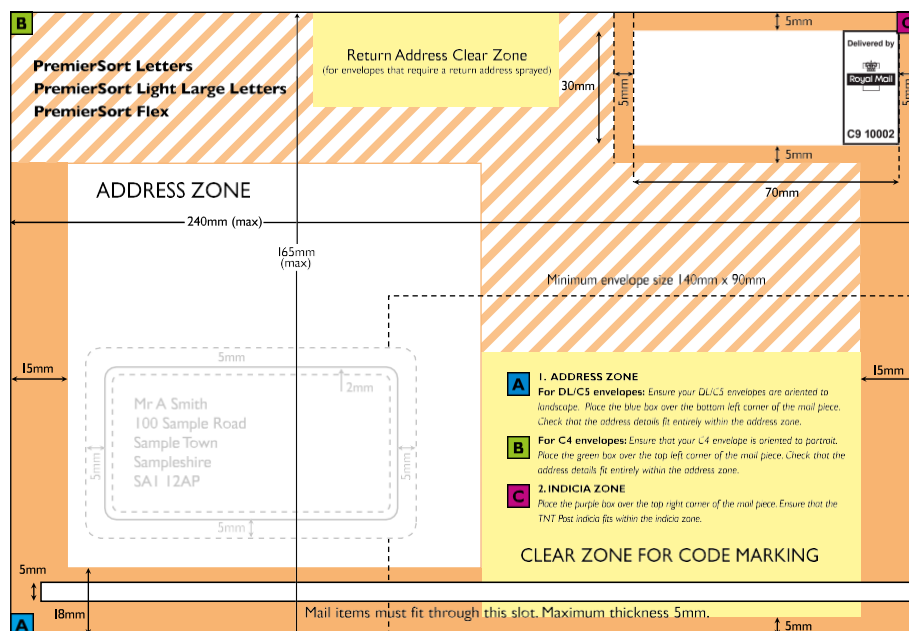 B
C
PremierSort Letters
PremierSort Light Large Letters
PremierSort Flex
Return Address Clear Zone
(for envelopes that require a return address sprayed)
5mm
30mm
5mm
Delivered by
Royal Mail
C9 10002
5mm
5mm
70mm
ADDRESS ZONE
240mm (max)
165mm
(max)
Minimum envelope size 140mm x 90mm
15mm
15mm
5mm
2mm
Mr A Smith
100 Sample Road
Sample Town
Sampleshire
SA1 12AP
5mm
5mm
5mm
A
1. ADDRESS ZONE
For DL/C5 envelopes: Ensure your DL/C5 envelopes are oriented to
landscape. Place the blue box over the bottom left corner of the mail piece.
Check that the address details fit entirely within the address zone.
B
For C4 envelopes: Ensure that your C4 envelope is oriented to portrait.
Place the green box over the top left corner of the mail piece. Check that the
address details fit entirely within the address zone.
C
2. INDICIA ZONE
Place the purple box over the top right corner of the mail piece. Ensure that the
TNT Post indicia fits within the indicia zone.
CLEAR ZONE FOR CODE MARKING
5mm
18mm
Mail items must fit through this slot. Maximum thickness 5mm.
A
5mm